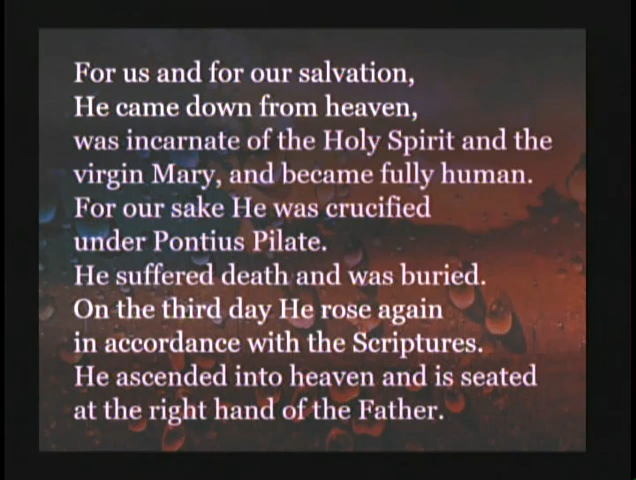 For us and for our salvation,
He came down from heaven,
was incarnate of the Holy Spirit and the
virgin Mary, and became fully human.
For our sake He was crucified
under Pontius Pilate.
He suffered death and was buried.
On the third day He rose again
in accordance with the Scriptures.
He ascended into heaven and is seated
at the right hand of the Father.